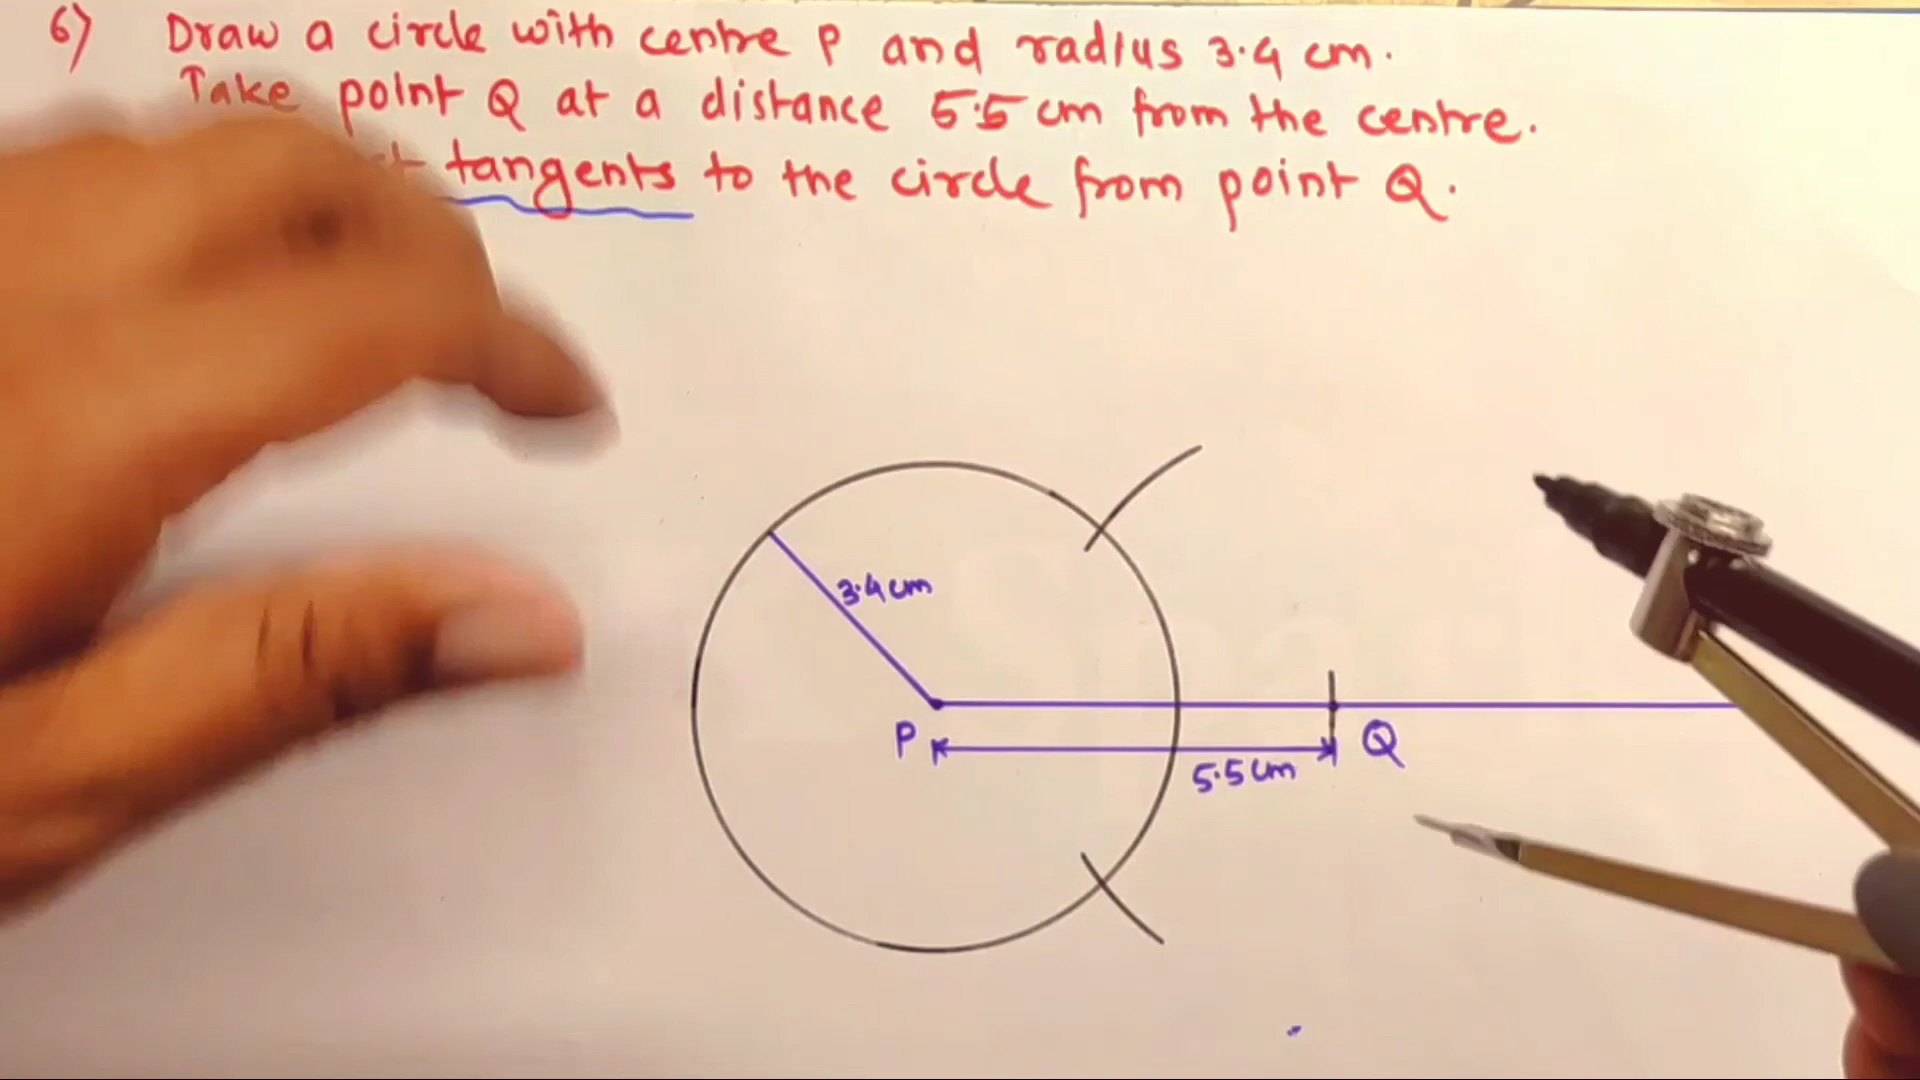 6) Draw a circle with centre P and radius 3.4 cm.
Take point Q at a distance 5.5 cm from the centre.
tangents to the circle from point Q.
3.4 cm
P
Q
5.5 cm